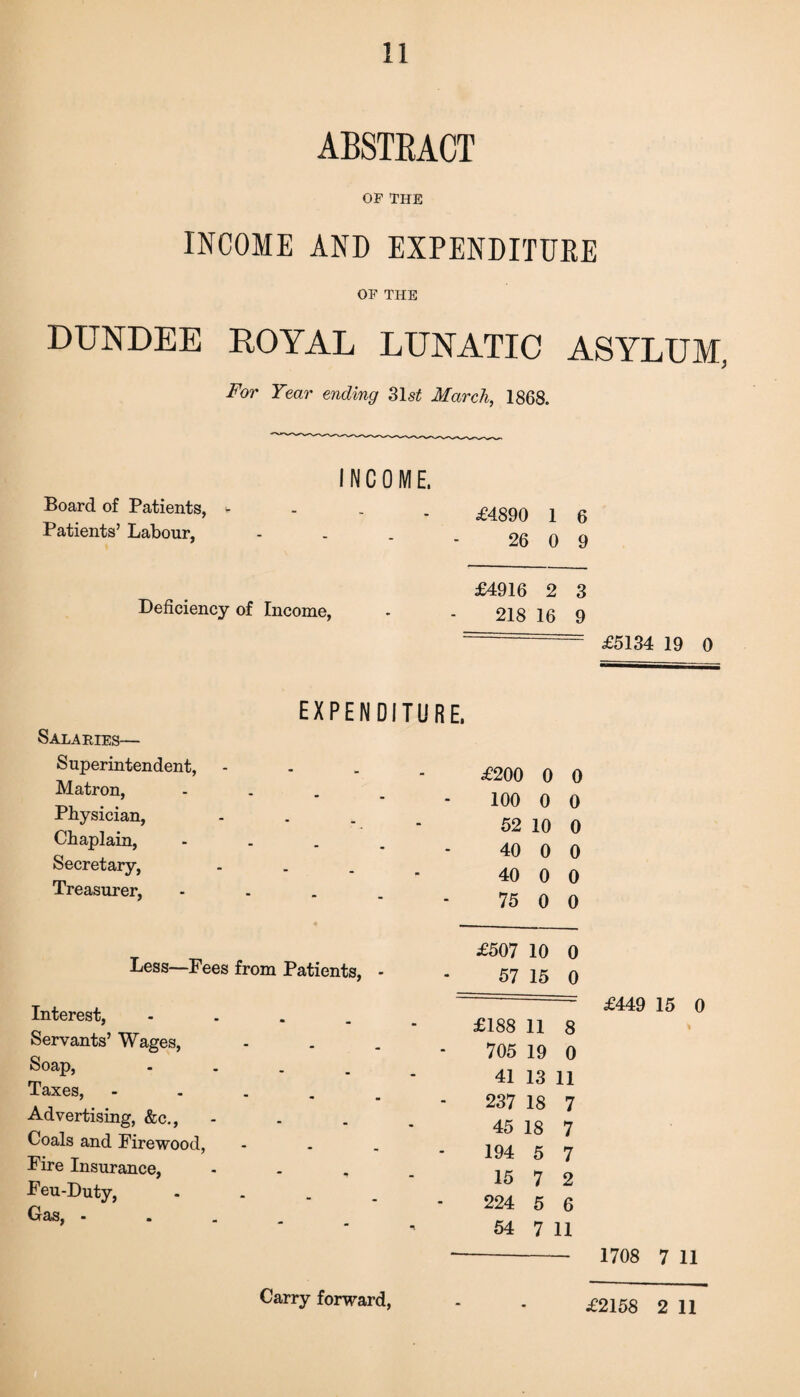 11
ABSTRACT
OF THE
INCOME AND EXPENDITURE
OF THE
DUNDEE ROYAL LUNATIC ASYLUM,
For Year ending 31st March, 1868.
INCOME.
Board of Patients, - - - - £4890 1 6
Patients’ Labour, - - - - 26 0 9
£4916 2 3
Deficiency of Income, - - 218 16 9
£5134 19 0
EXPENDITURE.
SALARIES—
Superintendent, - - - - £200 0 0
Matron, - - - - - 100 0 0
Physician, - - - - 52 10 0
Chaplain, - - - - - 40 0 0
Secretary, - - - - 40 0 0
Treasurer, - - - - - 75 0 0
£507 10 0
Less—Fees from Patients, - - 57 15 0
£449 15 0
Interest, - - - - - £188 11 8
Servants’ Wages, - - - - 705 19 0
Soap, - - - - - 41 13 11
Taxes, - - - - - - 237 18 7
Advertising, &c., - - - - 45 18 7
Coals and Firewood, - - - - 194 5 7
Fire Insurance, - - - - 15 7 2
Feu-Duty, - - - - - 224 5 6
Gas, - - - - - - 54 7 11
1708 7 11
Carry forward, - - £2158 2 11